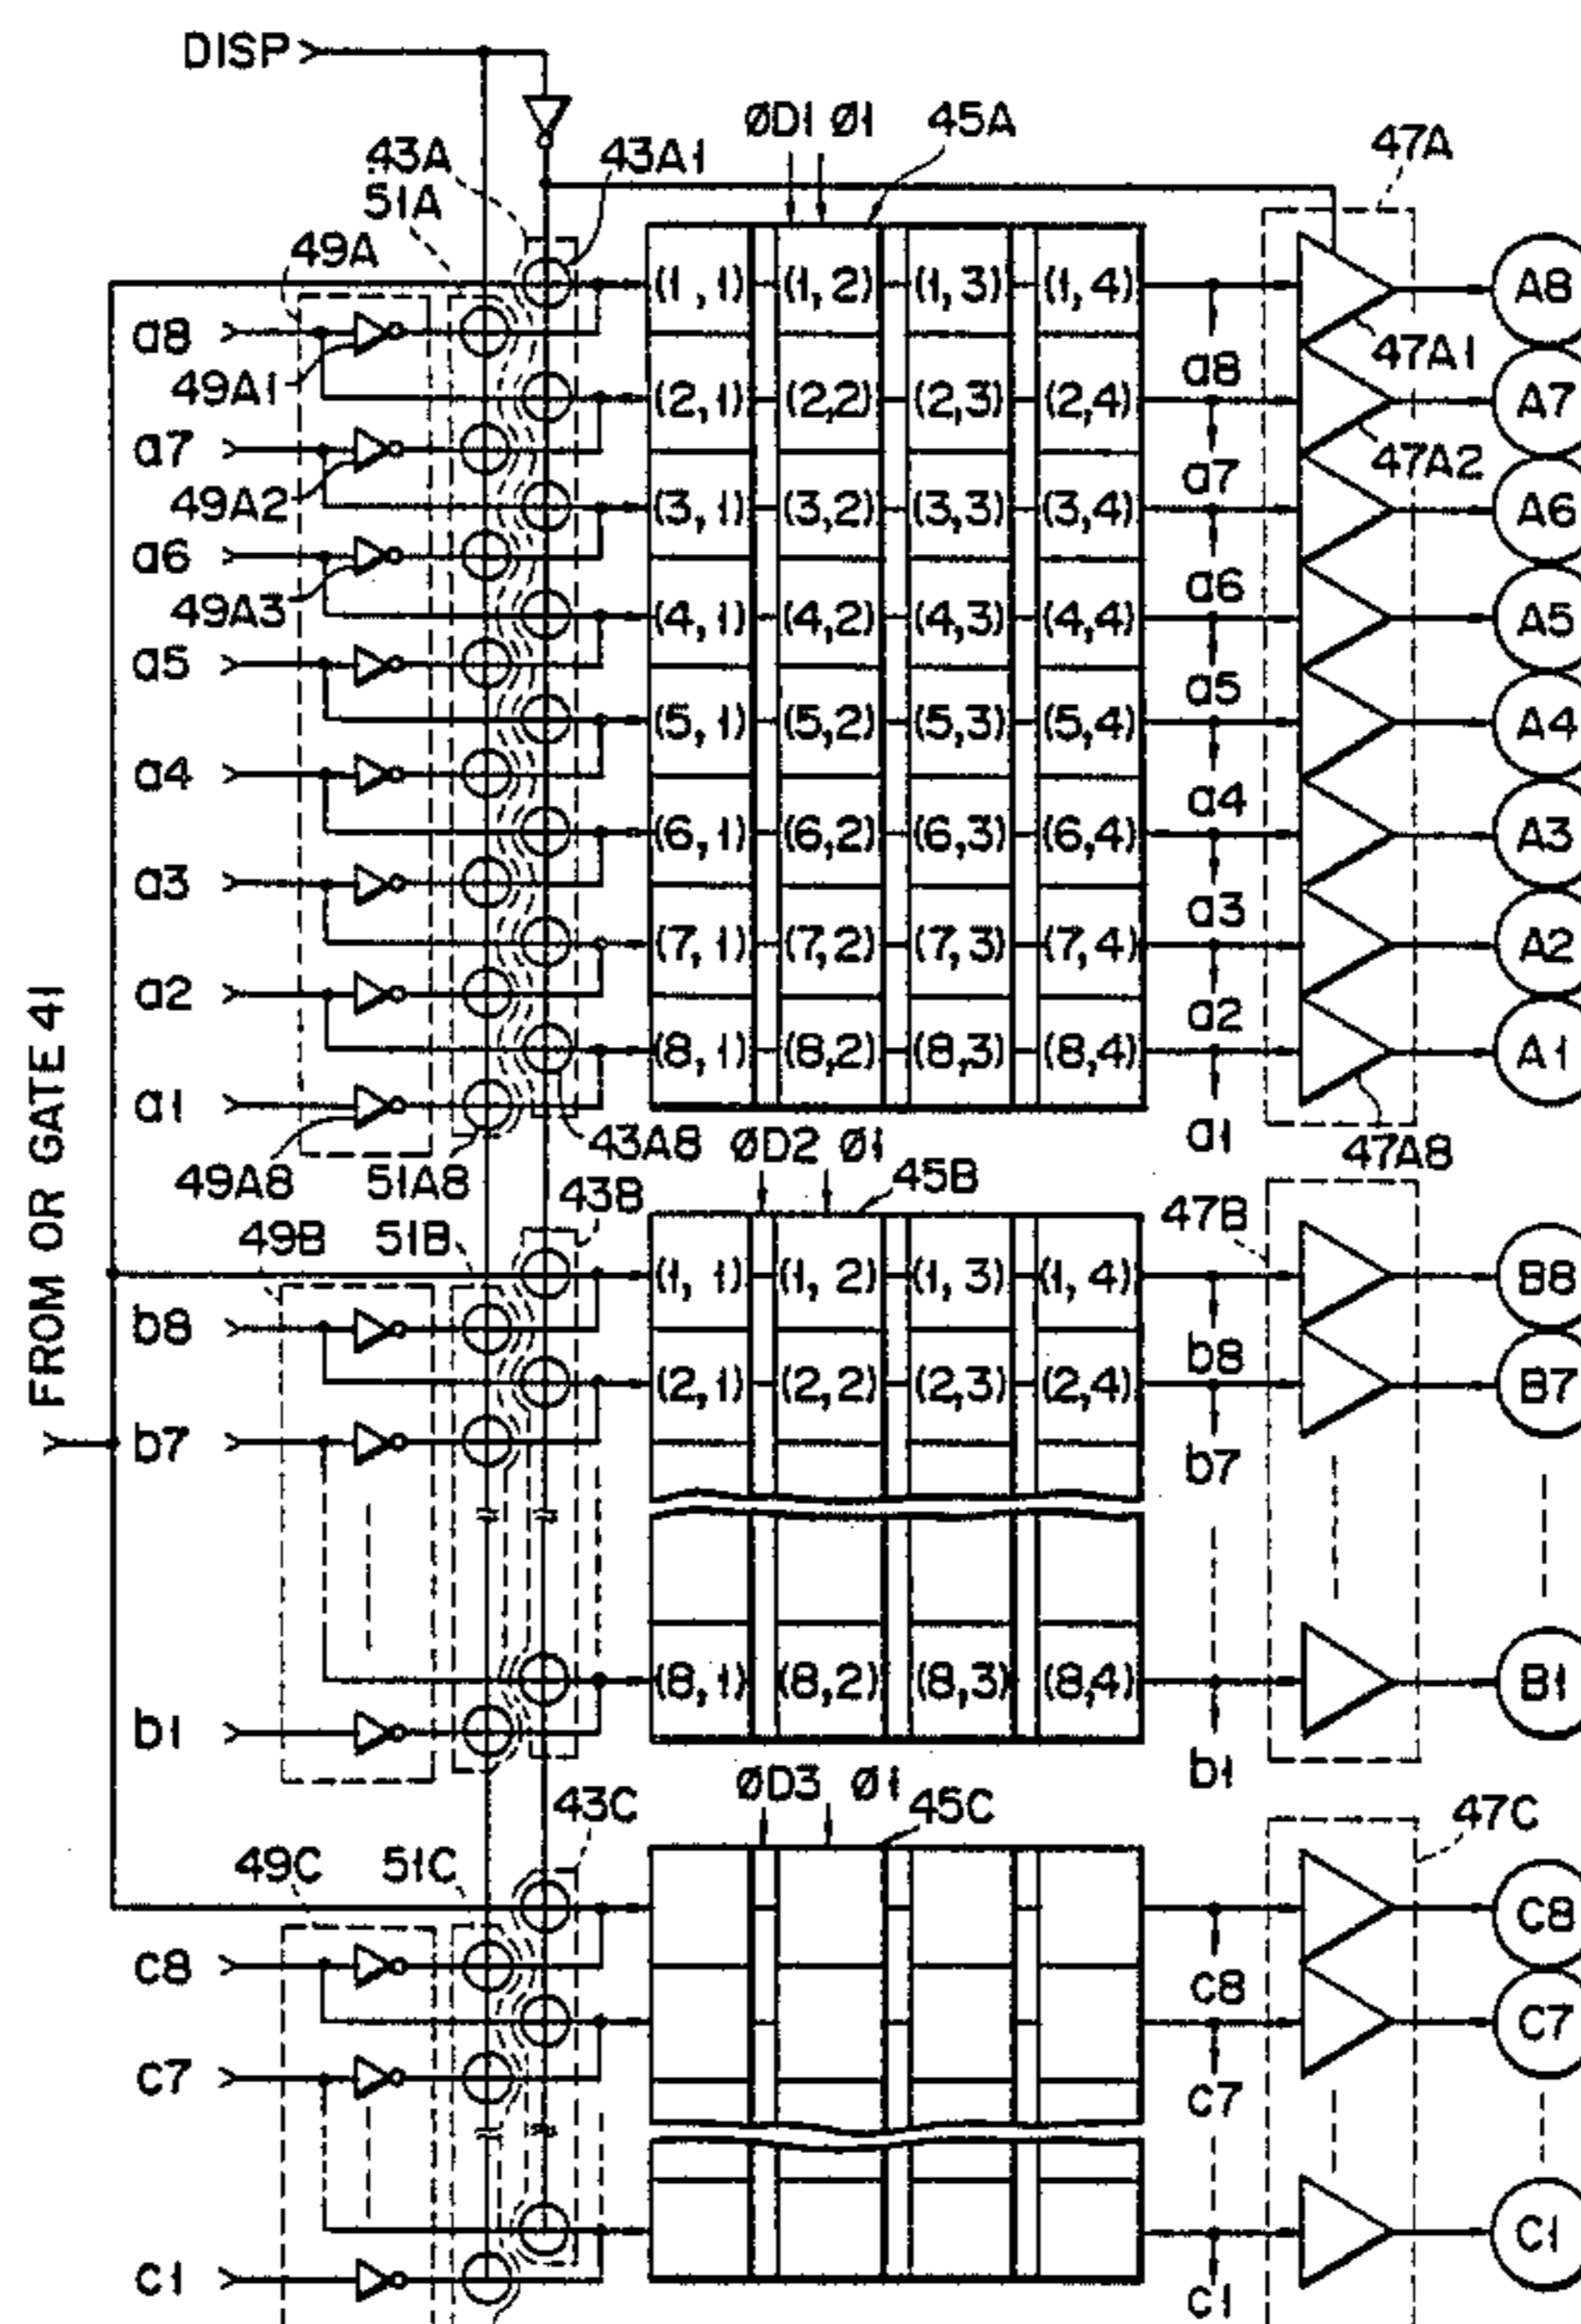 DISP
ØD1 Ø1 45A
43A 43A1 47A
51A
49A
(1,1) (1,2) (1,3) (1,4) A8
a8
49A1 a8 47A1
(2,1) (2,2) (2,3) (2,4) A7
a7
49A2 a7 47A2
(3,1) (3,2) (3,3) (3,4) A6
a6
49A3 a6
(4,1) (4,2) (4,3) (4,4) A5
a5
a5
(5,1) (5,2) (5,3) (5,4) A4
a4
a4
(6,1) (6,2) (6,3) (6,4) A3
a3
a3
(7,1) (7,2) (7,3) (7,4) A2
a2
a2
(8,1) (8,2) (8,3) (8,4) A1
a1
a1
43A8 ØD2 Ø1 47A8
49A8 51A8 43B 45B
49B 51B 47B
FROM OR GATE 41
(1,1) (1,2) (1,3) (1,4) B8
b8
b8
(2,1) (2,2) (2,3) (2,4) B7
b7
b7
(8,1) (8,2) (8,3) (8,4) B1
b1
b1
ØD3 Ø1
43C 45C 47C
49C 51C
C8
c8
c8
C7
c7
c7
C1
c1
c1